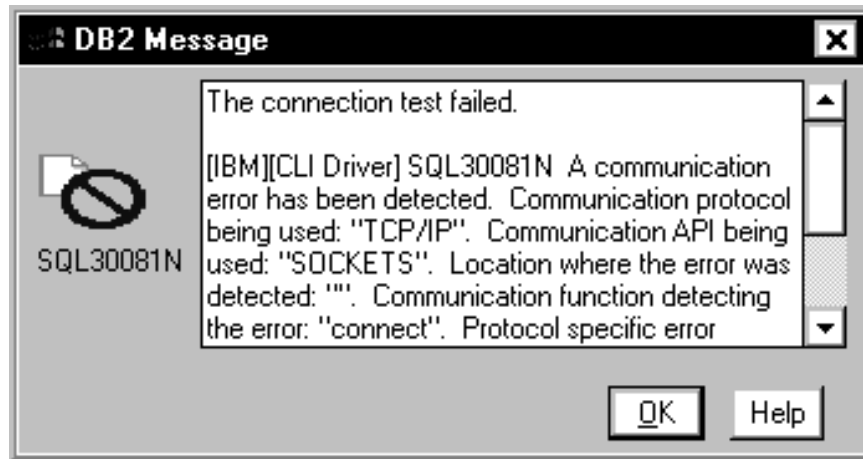 DB2 Message
The connection test failed.
[IBM][CLI Driver] SQL30081N  A communication
error has been detected.  Communication protocol
being used: "TCP/IP".  Communication API being
used: "SOCKETS".  Location where the error was
detected: "".  Communication function detecting
the error: "connect".  Protocol specific error
SQL30081N
OK
Help